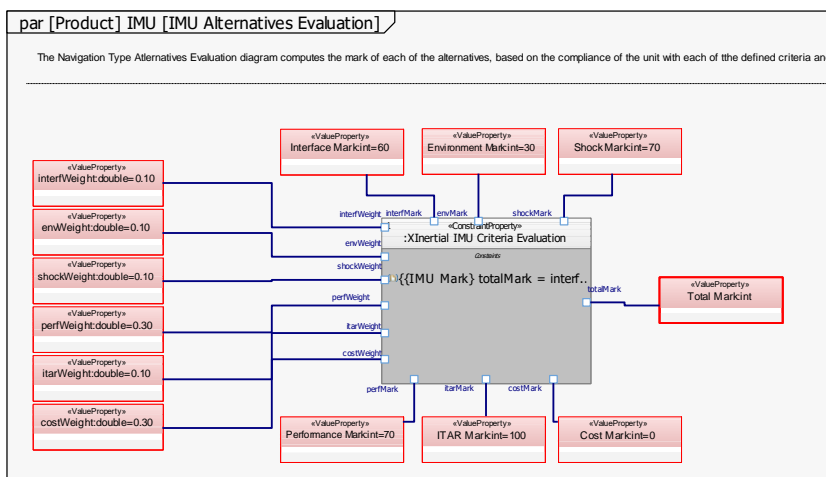 par [Product] IMU [IMU Alternatives Evaluation]
The Navigation Type Atlernatives Evaluation diagram computes the mark of each of the alternatives, based on the compliance of the unit with each of tthe defined criteria and
«ValueProperty»
Interface Mark:int=60
«ValueProperty»
Environment Mark:int=30
«ValueProperty»
Shock Mark:int=70
«ValueProperty»
interfWeight:double=0.10
«ValueProperty»
envWeight:double=0.10
«ValueProperty»
shockWeight:double=0.10
«ValueProperty»
perfWeight:double=0.30
«ValueProperty»
itarWeight:double=0.10
«ValueProperty»
costWeight:double=0.30
interfWeight
interfMark
envMark
shockMark
«ConstraintProperty»
:XInertial IMU Criteria Evaluation
envWeight
Constraints
shockWeight
{{IMU Mark} totalMark = interf..
totalMark
perfWeight
itarWeight
costWeight
perfMark
itarMark
costMark
«ValueProperty»
Total Mark:int
«ValueProperty»
Performance Mark:int=70
«ValueProperty»
ITAR Mark:int=100
«ValueProperty»
Cost Mark:int=0